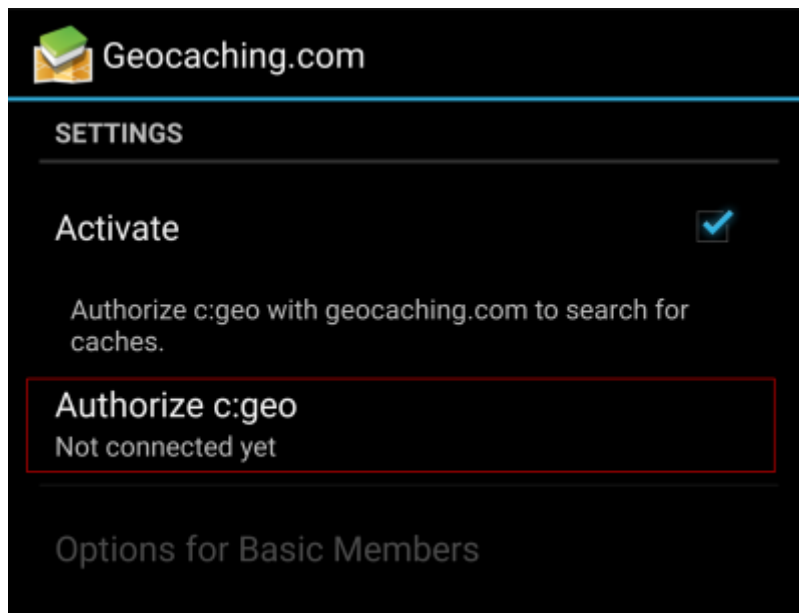 Geocaching.com
SETTINGS
Activate
Authorize c:geo with geocaching.com to search for
caches.
Authorize c:geo
Not connected yet
Options for Basic Members